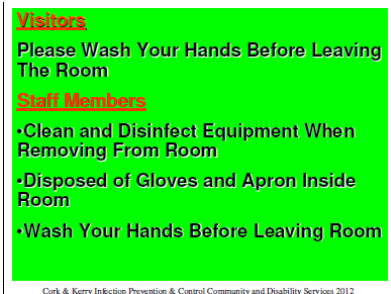 Visitors
Please Wash Your Hands Before Leaving
The Room
Staff Members
•Clean and Disinfect Equipment When
Removing From Room
•Disposed of Gloves and Apron Inside
Room
•Wash Your Hands Before Leaving Room
Cork & Kerry Infection Prevention & Control Community and Disability Services 2012